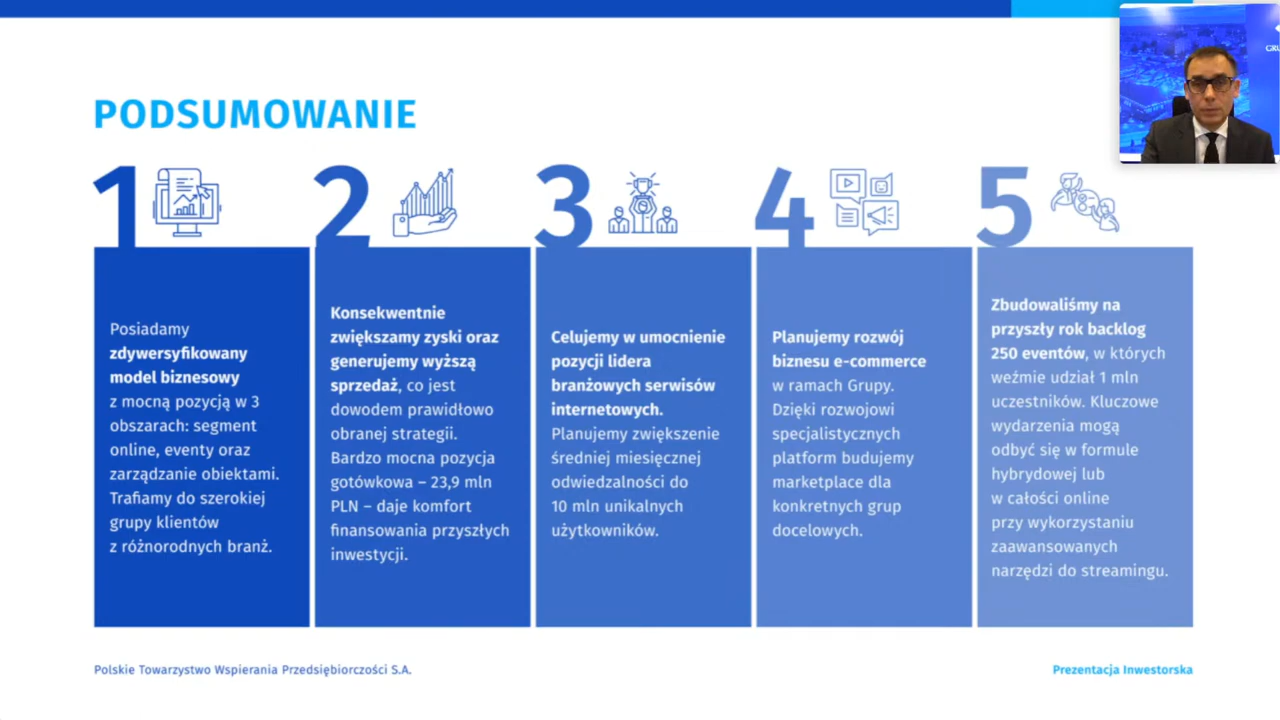 PODSUMOWANIE
1
Posiadamy
zdywersyfikowany
model biznesowy
z mocną pozycją w 3
obszarach: segment
online, eventy oraz
zarządzanie obiektami.
Trafiamy do szerokiej
grupy klientów
z różnorodnych branż.
2
Konsekwentnie
zwiększamy zyski oraz
generujemy wyższą
sprzedaż, co jest
dowodem prawidłowo
obranej strategii.
Bardzo mocna pozycja
gotówkowa – 23,9 mln
PLN – daje komfort
finansowania przyszłych
inwestycji.
3
Celujemy w umocnienie
pozycji lidera
branżowych serwisów
internetowych.
Planujemy zwiększenie
średniej miesięcznej
odwiedzalności do
10 mln unikalnych
użytkowników.
4
Planujemy rozwój
biznesu e-commerce
w ramach Grupy.
Dzięki rozwojowi
specjalistycznych
platform budujemy
marketplace dla
konkretnych grup
docelowych.
5
Zbudowaliśmy na
przyszły rok backlog
250 eventów, w których
weźmie udział 1 mln
uczestników. Kluczowe
wydarzenia mogą
odbyć się w formule
hybrydowej lub
w całości online
przy wykorzystaniu
zaawansowanych
narzędzi do streamingu.
Polskie Towarzystwo Wspierania Przedsiębiorczości S.A.
Prezentacja Inwestorska